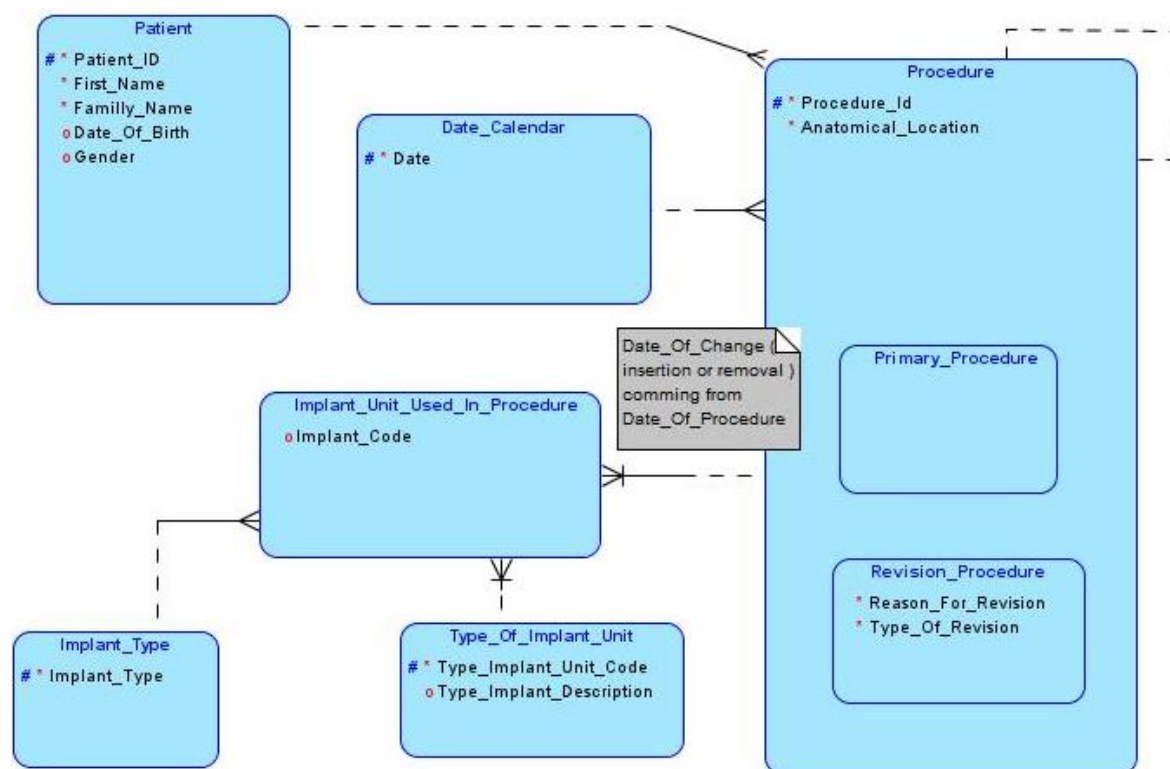 Patient
# * Patient_ID
* First_Name
* Familly_Name
o Date_Of_Birth
o Gender
Date_Calendar
# * Date
Procedure
# * Procedure_Id
* Anatomical_Location
Date_Of_Change (
insertion or removal )
comming from
Date_Of_Procedure
Primary_Procedure
Implant_Unit_Used_In_Procedure
o Implant_Code
Revision_Procedure
* Reason_For_Revision
* Type_Of_Revision
Implant_Type
# * Implant_Type
Type_Of_Implant_Unit
# * Type_Implant_Unit_Code
o Type_Implant_Description